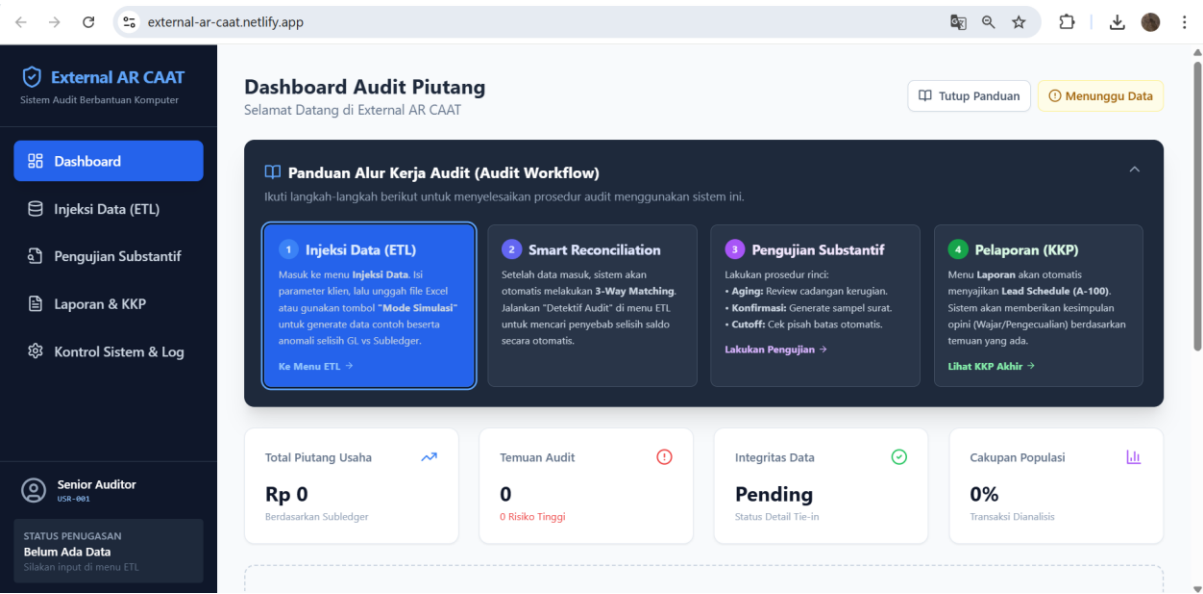 external-ar-caat.netlify.app
External AR CAAT
Sistem Audit Berbantuan Komputer
Dashboard
Injeksi Data (ETL)
Pengujian Substantif
Laporan & KKP
Kontrol Sistem & Log
Senior Auditor
USR-001
STATUS PENUGASAN
Belum Ada Data
Silakan input di menu ETL
Dashboard Audit Piutang
Selamat Datang di External AR CAAT
Tutup Panduan
Menunggu Data
Panduan Alur Kerja Audit (Audit Workflow)
Ikuti langkah-langkah berikut untuk menyelesaikan prosedur audit menggunakan sistem ini.
1 Injeksi Data (ETL)
Masuk ke menu Injeksi Data. Isi
parameter klien, lalu unggah file Excel
atau gunakan tombol "Mode Simulasi"
untuk generate data contoh beserta
anomali selisih GL vs Subledger.
Ke Menu ETL →
2 Smart Reconciliation
Setelah data masuk, sistem akan
otomatis melakukan 3-Way Matching.
Jalankan "Detektif Audit" di menu ETL
untuk mencari penyebab selisih saldo
secara otomatis.
3 Pengujian Substantif
Lakukan prosedur rinci:
• Aging: Review cadangan kerugian.
• Konfirmasi: Generate sampel surat.
• Cutoff: Cek pisah batas otomatis.
Lakukan Pengujian →
4 Pelaporan (KKP)
Menu Laporan akan otomatis
menyajikan Lead Schedule (A-100).
Sistem akan memberikan kesimpulan
opini (Wajar/Pengecualian) berdasarkan
temuan yang ada.
Lihat KKP Akhir →
Total Piutang Usaha
Rp 0
Berdasarkan Subledger
Temuan Audit
0
0 Risiko Tinggi
Integritas Data
Pending
Status Detail Tie-in
Cakupan Populasi
0%
Transaksi Dianalisis